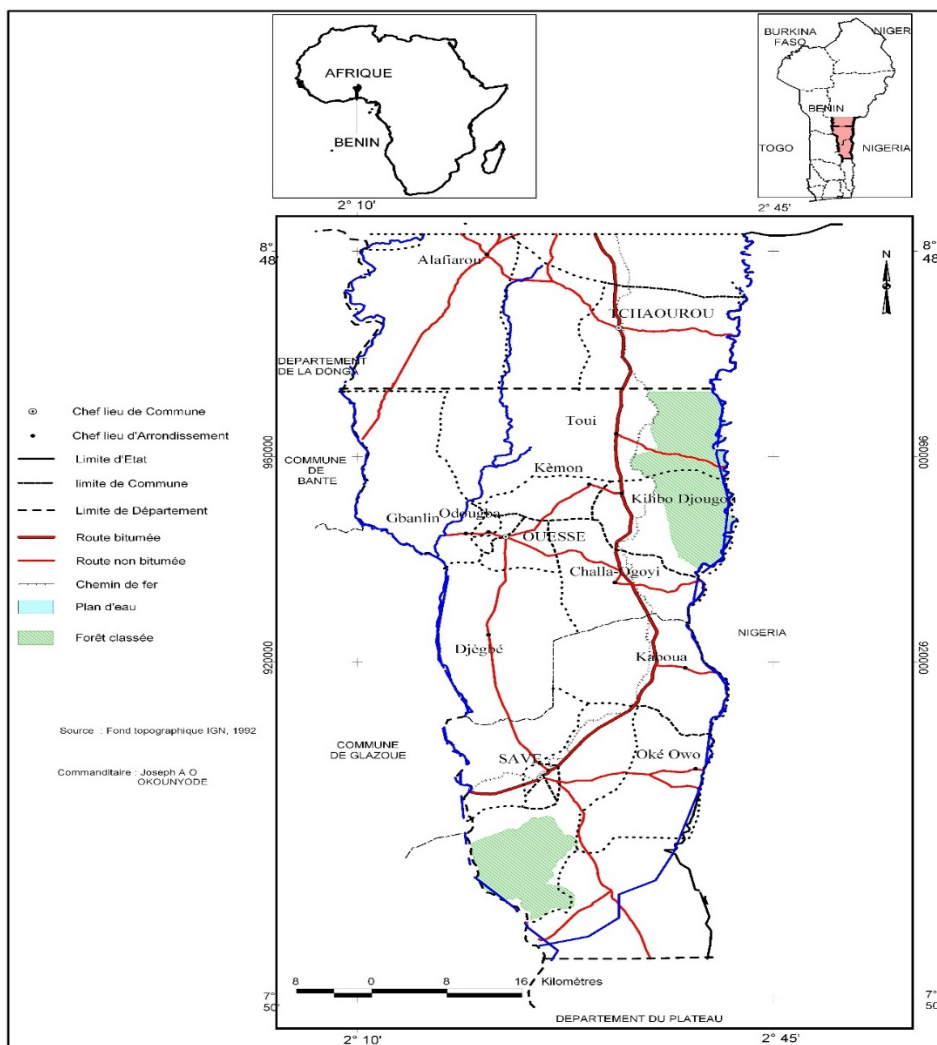 AFRIQUE
BENIN
BURKINA
FASO
NIGER
BENIN
TOGO
NIGERIA
2° 10'
2° 45'
8°
48'
8°
48'
N
Alafiarou
TCHAOUROU
DEPARTEMENT
DE LA DONGA
Toui
960000
960000
COMMUNE
DE
BANTE
Kèmon
Kilibo Djougo
Gbanlin
Odougba
OUESSE
Challa-Ogoyi
NIGERIA
Djègbé
Kaboua
920000
920000
COMMUNE
DE GLAZOUE
SAVE
Oké Owo
Chef lieu de Commune
Chef lieu d'Arrondissement
Limite d'Etat
limite de Commune
Limite de Département
Route bitumée
Route non bitumée
Chemin de fer
Plan d'eau
Forêt classée
Source : Fond topographique IGN, 1992
Commanditaire : Joseph A O
OKOUNYODE
8 0 8 16 Kilomètres
7°
50'
7°
50'
DEPARTEMENT DU PLATEAU
2° 10'
2° 45'